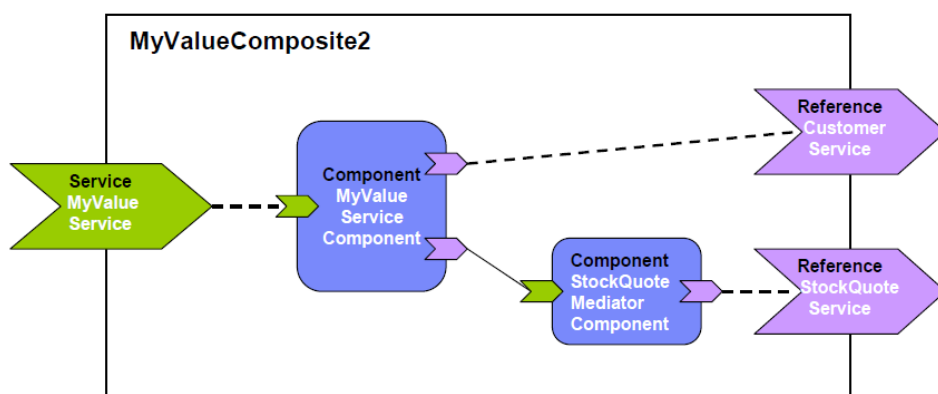 MyValueComposite2
Service
MyValue
Service
Component
MyValue
Service
Component
Component
StockQuote
Mediator
Component
Reference
Customer
Service
Reference
StockQuote
Service